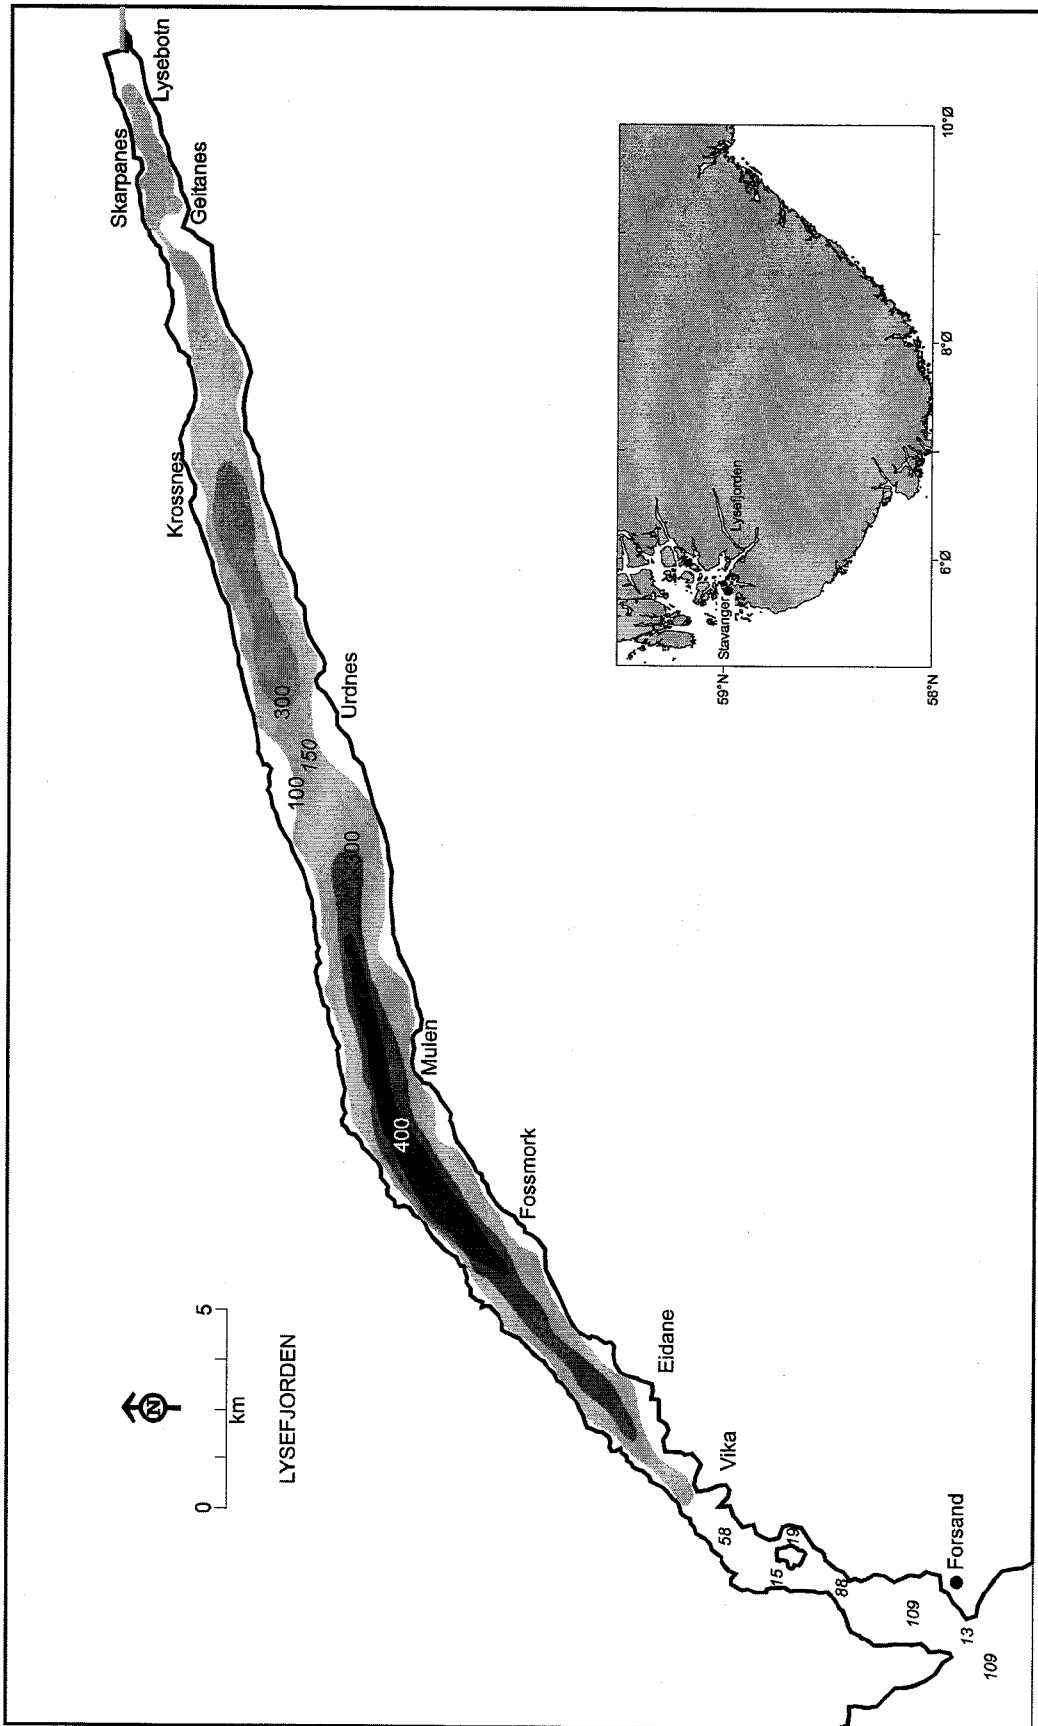 LYSEFJORDEN
N
km
0
5
Skarpanes
Lysebotn
Geitanes
Krossnes
300
Urdnes
150
100
300
Mulen
400
Fossmork
Eidane
Vika
58
19
15
88
Forsand
109
13
109
59°N
58°N
Stavanger
Lysefjorden
6°Ø
8°Ø
10°Ø